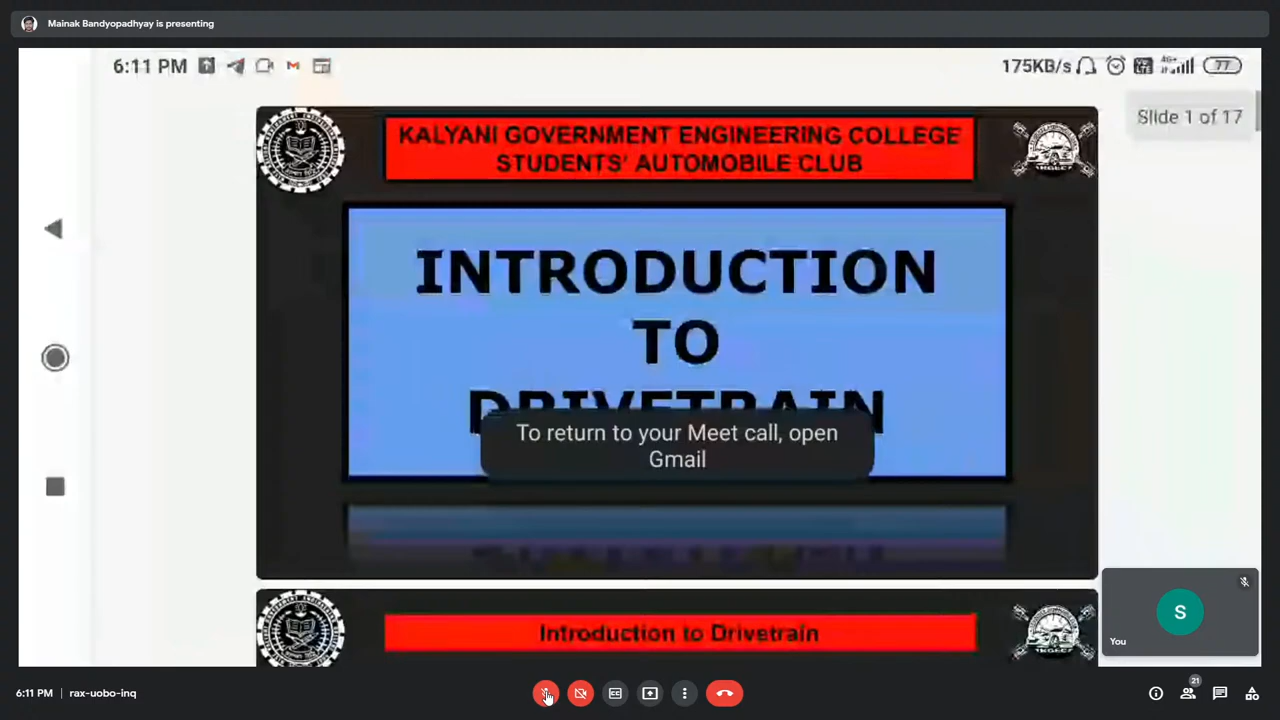 Mainak Bandyopadhyay is presenting
6:11 PM
175KB/s
77
Slide 1 of 17
KALYANI GOVERNMENT ENGINEERING COLLEGE
STUDENTS' AUTOMOBILE CLUB
INTRODUCTION
TO
DRIVETRAIN
To return to your Meet call, open
Gmail
Introduction to Drivetrain
S
You
6:11 PM | rax-uobo-inq
21